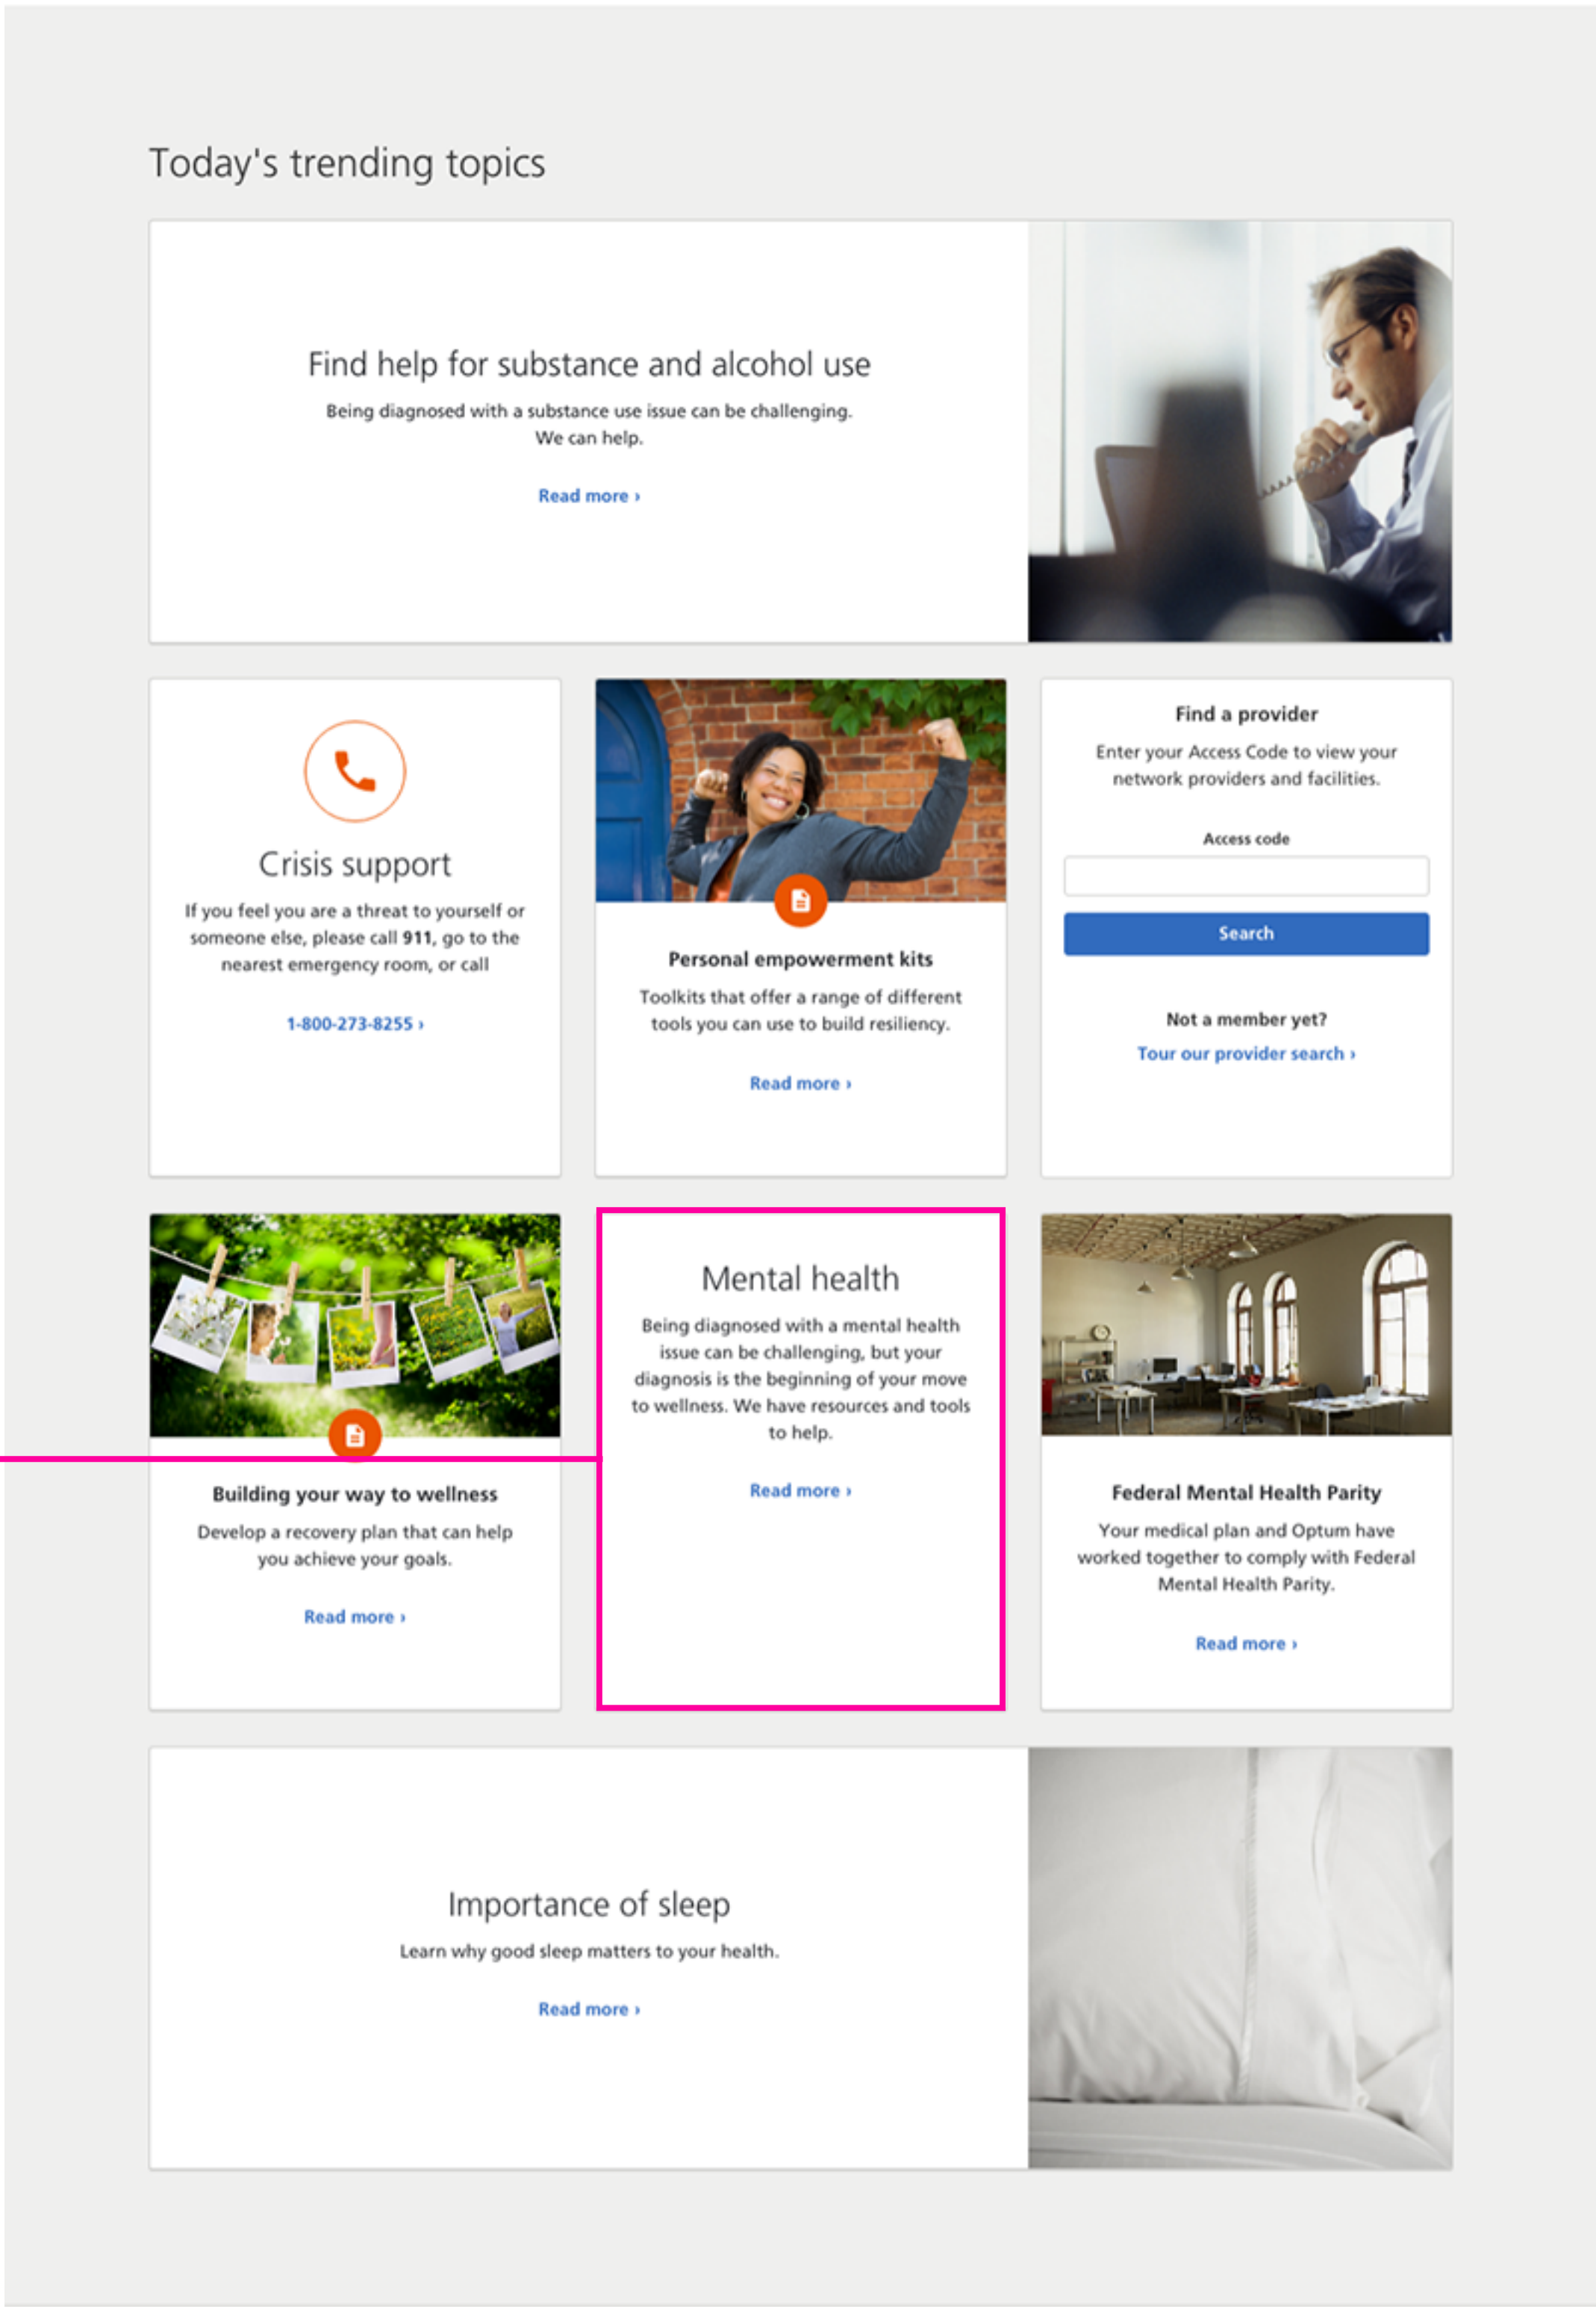 Today's trending topics
Find help for substance and alcohol use
Being diagnosed with a substance use issue can be challenging.
We can help.
Read more ›
Crisis support
If you feel you are a threat to yourself or
someone else, please call 911, go to the
nearest emergency room, or call
1-800-273-8255 ›
Personal empowerment kits
Toolkits that offer a range of different
tools you can use to build resiliency.
Read more ›
Find a provider
Enter your Access Code to view your
network providers and facilities.
Access code
Search
Not a member yet?
Tour our provider search ›
Building your way to wellness
Develop a recovery plan that can help
you achieve your goals.
Read more ›
Mental health
Being diagnosed with a mental health
issue can be challenging, but your
diagnosis is the beginning of your move
to wellness. We have resources and tools
to help.
Read more ›
Federal Mental Health Parity
Your medical plan and Optum have
worked together to comply with Federal
Mental Health Parity.
Read more ›
Importance of sleep
Learn why good sleep matters to your health.
Read more ›